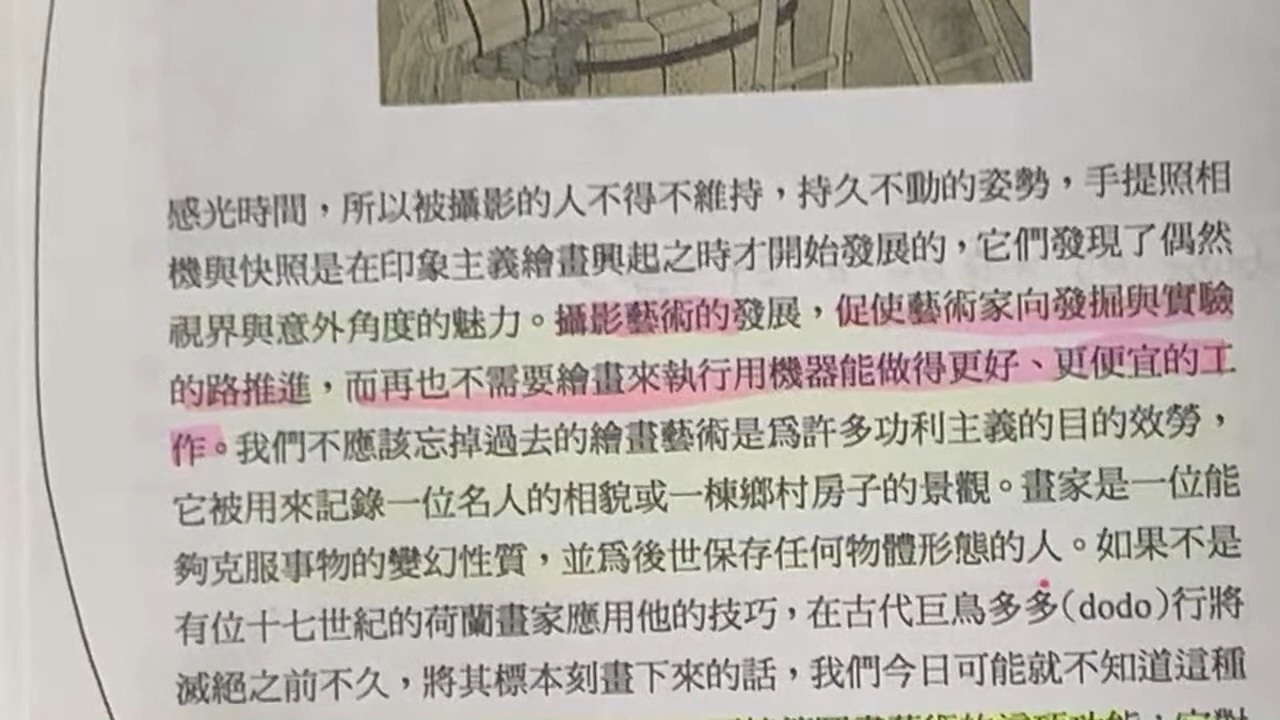 感光時間，所以被攝影的人不得不維持，持久不動的姿勢，手提照相
機與快照是在印象主義繪畫興起之時才開始發展的，它們發現了偶然
視界與意外角度的魅力。攝影藝術的發展，促使藝術家向發掘與實驗
的路推進，而再也不需要繪畫來執行用機器能做得更好、更便宜的工
作。我們不應該忘掉過去的繪畫藝術是爲許多功利主義的目的效勞，
它被用來記錄一位名人的相貌或一棟鄉村房子的景觀。畫家是一位能
夠克服事物的變幻性質，並爲後世保存任何物體形態的人。如果不是
有位十七世紀的荷蘭畫家應用他的技巧，在古代巨鳥多多（dodo）行將
滅絕之前不久，將其標本刻畫下來的話，我們今日可能就不知道這種